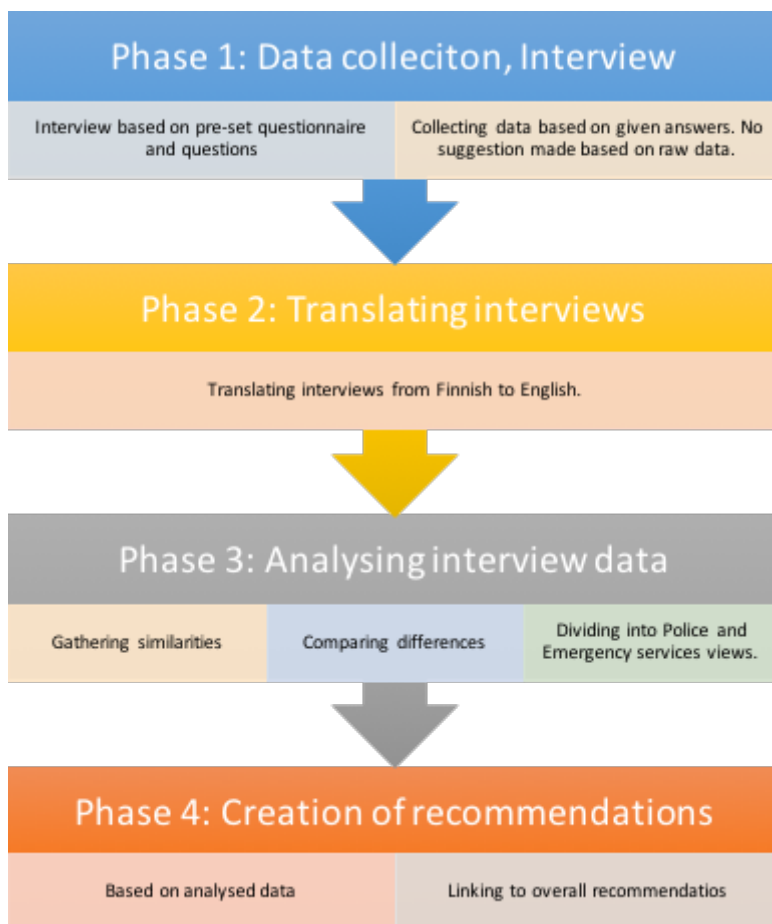 Phase 1: Data colleciton, Interview
Interview based on pre-set questionnaire
and questions
Collecting data based on given answers. No
suggestion made based on raw data.
Phase 2: Translating interviews
Translating interviews from Finnish to English.
Phase 3: Analysing interview data
Gathering similarities
Comparing differences
Dividing into Police and
Emergency services views.
Phase 4: Creation of recommendations
Based on analysed data
Linking to overall recommendatios